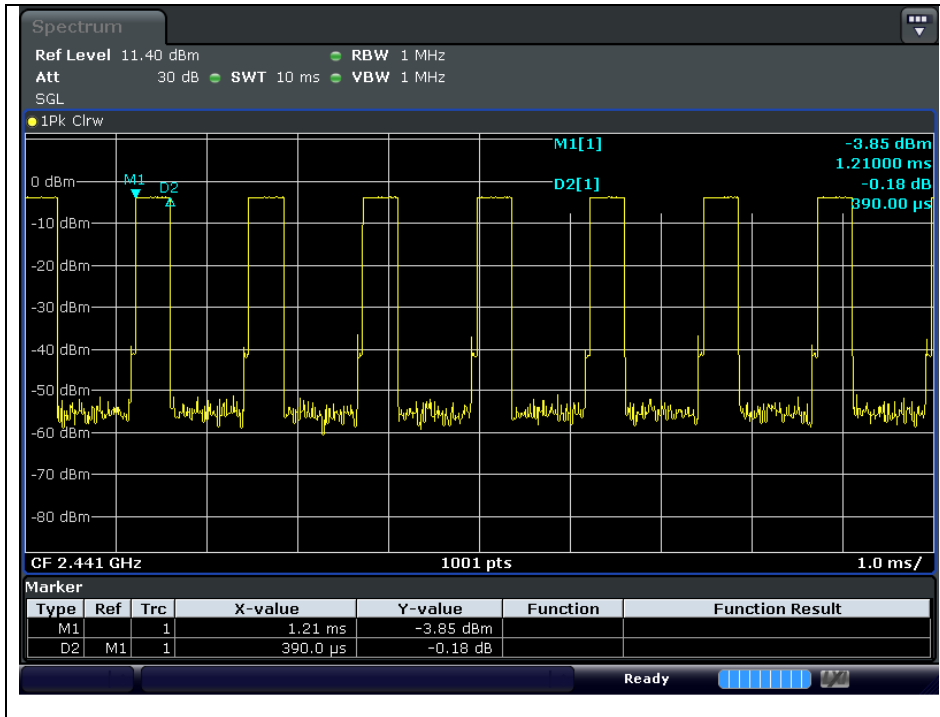 Spectrum
Ref Level 11.40 dBm RBW 1 MHz
Att 30 dB SWT 10 ms VBW 1 MHz
SGL
1Pk Clrw
M1[1] -3.85 dBm
1.21000 ms
D2[1] -0.18 dB
390.00 µs
M1
D2
0 dBm
-10 dBm
-20 dBm
-30 dBm
-40 dBm
-50 dBm
-60 dBm
-70 dBm
-80 dBm
CF 2.441 GHz 1001 pts 1.0 ms/
Marker
Type Ref Trc X-value Y-value Function Function Result
M1 1 1.21 ms -3.85 dBm
D2 M1 1 390.0 µs -0.18 dB
Ready